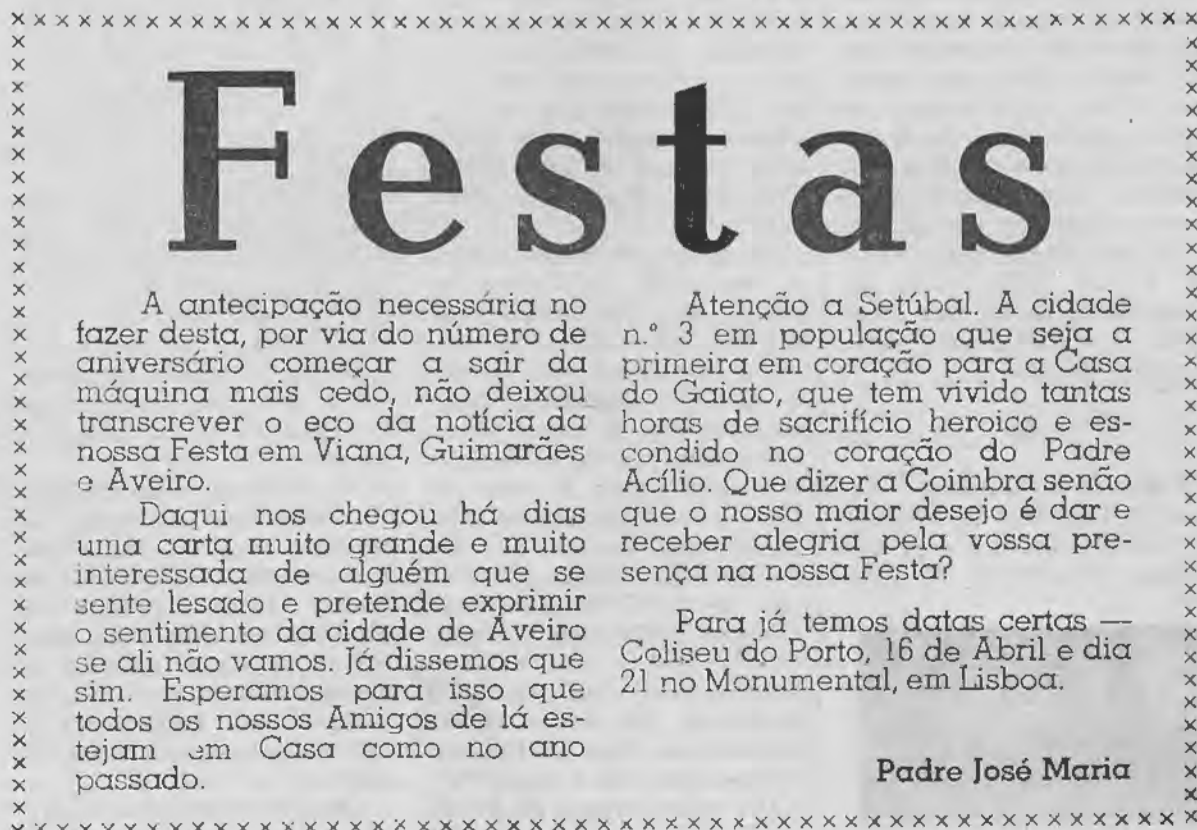 Festas
A antecipação necessária no
fazer desta, por via do número de
aniversário começar a sair da
máquina mais cedo, não deixou
transcrever o eco da notícia da
nossa Festa em Viana, Guimarães
e Aveiro.
Daqui nos chegou há dias
uma carta muito grande e muito
interessada de alguém que se
sente lesado e pretende exprimir
o sentimento da cidade de Aveiro
se ali não vamos. Já dissemos que
sim. Esperamos para isso que
todos os nossos Amigos de lá es-
tejam em Casa como no ano
passado.
Atenção a Setúbal. A cidade
n.º 3 em população que seja a
primeira em coração para a Casa
do Gaiato, que tem vivido tantas
horas de sacrifício heroico e es-
condido no coração do Padre
Acílio. Que dizer a Coimbra senão
que o nosso maior desejo é dar e
receber alegria pela vossa pre-
sença na nossa Festa?
Para já temos datas certas —
Coliseu do Porto, 16 de Abril e dia
21 no Monumental, em Lisboa.
Padre José Maria